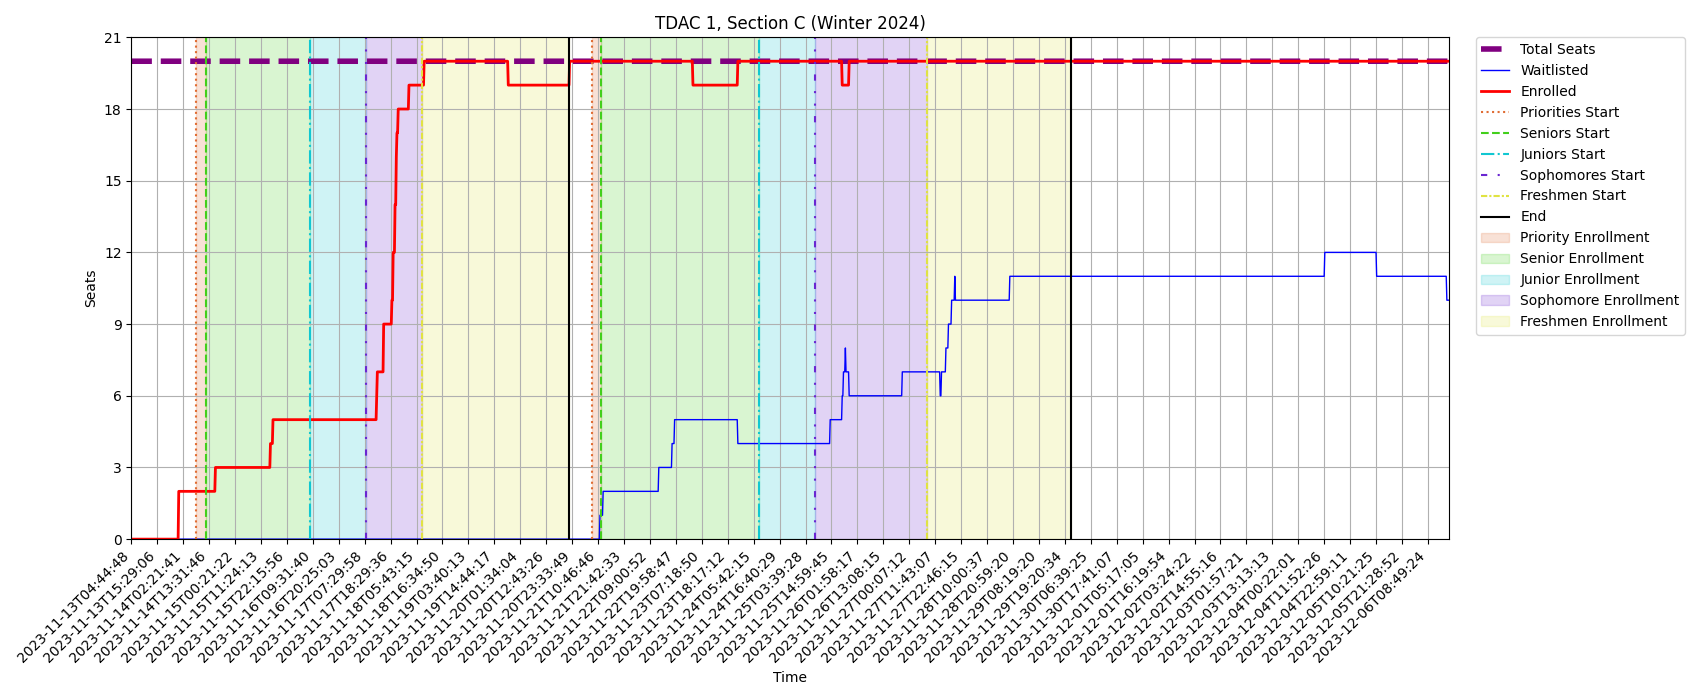 TDAC 1, Section C (Winter 2024)
21
18
15
12
9
6
3
0
Seats
2023-11-13T04:44:48
2023-11-13T15:29:06
2023-11-14T02:21:41
2023-11-14T13:31:46
2023-11-15T00:21:22
2023-11-15T11:24:13
2023-11-15T22:15:56
2023-11-16T09:31:40
2023-11-16T20:25:03
2023-11-17T07:29:58
2023-11-17T18:29:36
2023-11-18T05:43:15
2023-11-18T16:34:50
2023-11-19T03:40:13
2023-11-19T14:44:17
2023-11-20T01:34:04
2023-11-20T12:43:26
2023-11-20T23:33:49
2023-11-21T10:46:46
2023-11-21T21:42:33
2023-11-22T09:00:52
2023-11-22T19:58:47
2023-11-23T07:18:50
2023-11-23T18:17:12
2023-11-24T05:42:15
2023-11-24T16:40:29
2023-11-25T03:39:28
2023-11-25T14:59:45
2023-11-26T01:58:17
2023-11-26T13:08:15
2023-11-27T00:07:12
2023-11-27T11:43:07
2023-11-27T22:46:15
2023-11-28T10:00:37
2023-11-28T20:59:20
2023-11-29T08:19:20
2023-11-29T19:20:34
2023-11-30T06:39:25
2023-11-30T17:41:07
2023-12-01T05:17:05
2023-12-01T16:19:54
2023-12-02T03:24:22
2023-12-02T14:55:16
2023-12-03T01:57:21
2023-12-03T13:13:13
2023-12-04T00:22:01
2023-12-04T11:52:26
2023-12-04T22:59:11
2023-12-05T10:21:25
2023-12-05T21:28:52
2023-12-06T08:49:24
Time
Total Seats
Waitlisted
Enrolled
Priorities Start
Seniors Start
Juniors Start
Sophomores Start
Freshmen Start
End
Priority Enrollment
Senior Enrollment
Junior Enrollment
Sophomore Enrollment
Freshmen Enrollment